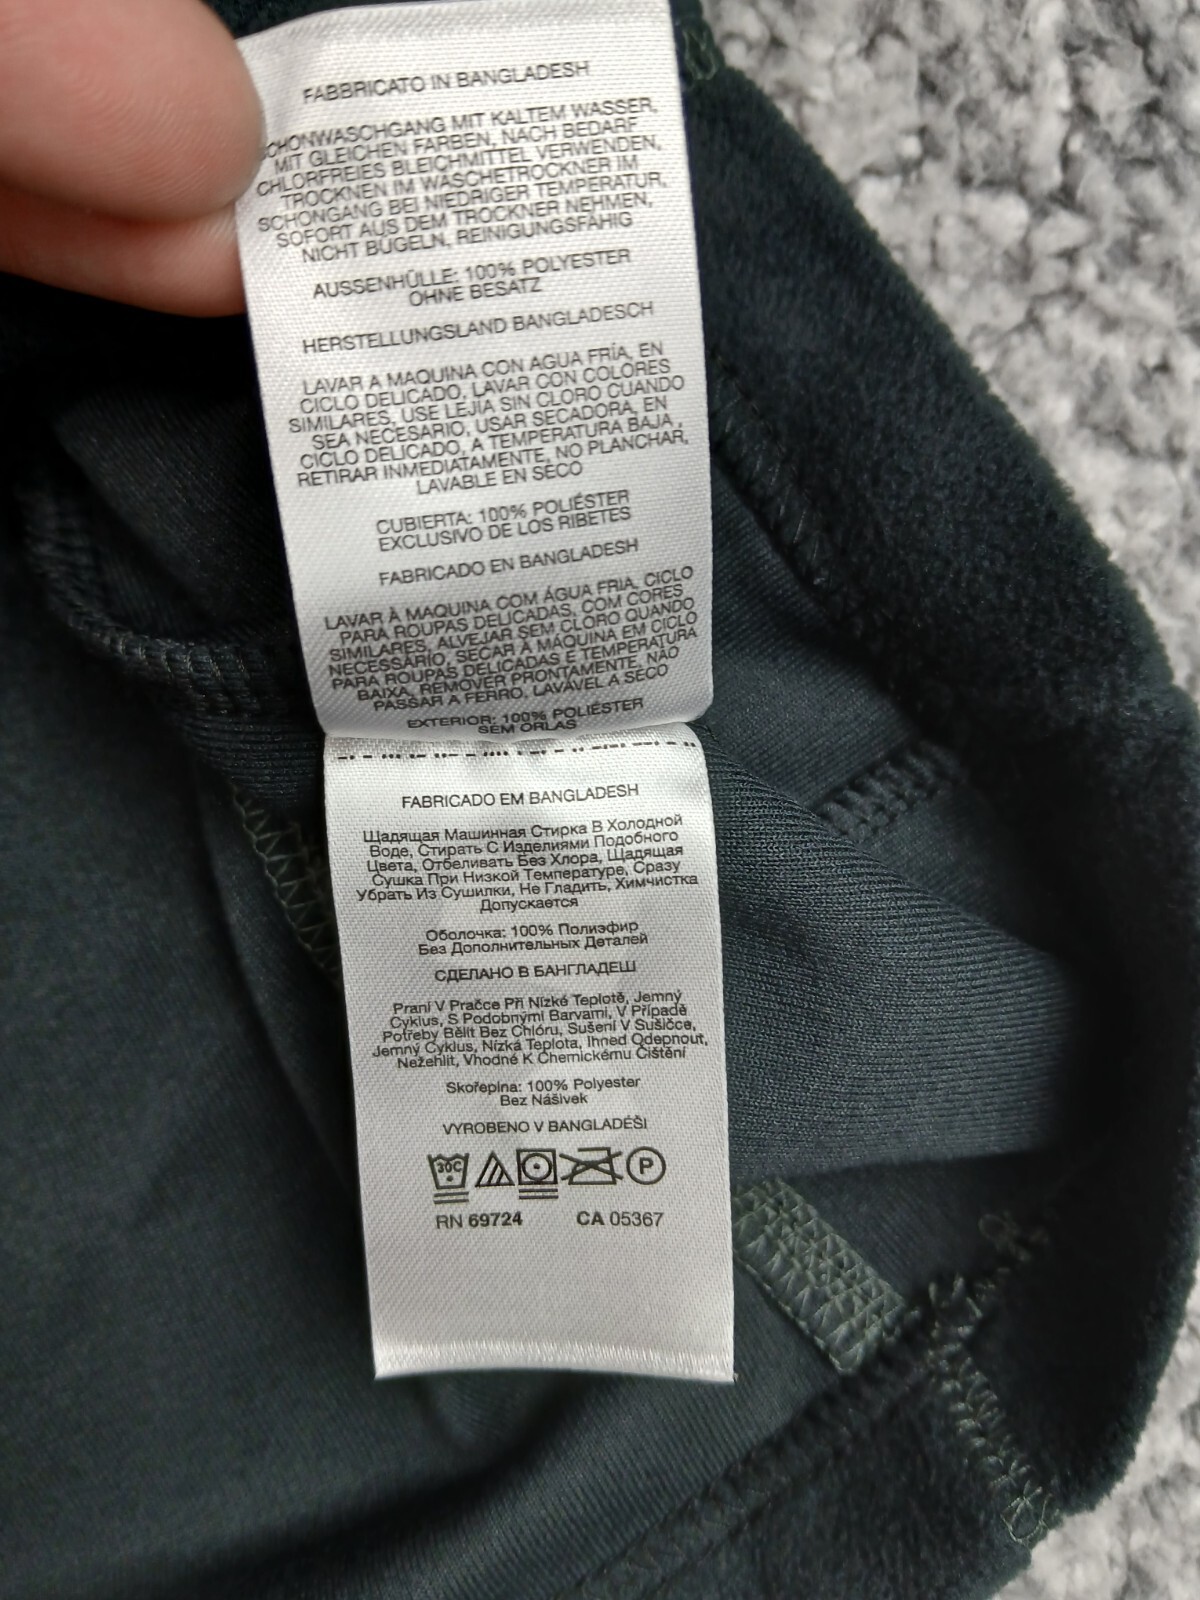 FABBRICATO IN BANGLADESH
CHONWASCHGANG MIT KALTEM WASSER,
MIT GLEICHEN FARBEN, NACH BEDARF
CHLORFREIES BLEICHMITTEL VERWENDEN,
TROCKNEN IM WASCHETROCKNER IM
SCHONGANG BEI NIEDRIGER TEMPERATUR,
SOFORT AUS DEM TROCKNER NEHMEN,
NICHT BÜGELN, REINIGUNGSFÄHIG
AUSSENHÜLLE: 100% POLYESTER
OHNE BESATZ
HERSTELLUNGSLAND BANGLADESCH
LAVAR A MAQUINA CON AGUA FRÍA, EN
CICLO DELICADO, LAVAR CON COLORES
SIMILARES, USE LEJÍA SIN CLORO CUANDO
SEA NECESARIO, USAR SECADORA, EN
CICLO DELICADO, A TEMPERATURA BAJA,
RETIRAR INMEDIATAMENTE, NO PLANCHAR,
LAVABLE EN SECO
CUBIERTA: 100% POLIÉSTER
EXCLUSIVO DE LOS RIBETES
FABRICADO EN BANGLADESH
LAVAR À MAQUINA COM ÁGUA FRIA, CICLO
PARA ROUPAS DELICADAS, COM CORES
SIMILARES, ALVEJAR SEM CLORO QUANDO
NECESSÁRIO, SECAR À MÁQUINA EM CICLO
PARA ROUPAS DELICADAS E TEMPERATURA
BAIXA, REMOVER PRONTAMENTE, NÃO
PASSAR A FERRO, LAVÁVEL A SECO
EXTERIOR: 100% POLIÉSTER
SEM ORLAS
FABRICADO EM BANGLADESH
Щадящая Машинная Стирка В Холодной
Воде, Стирать С Изделиями Подобного
Цвета, Отбеливать Без Хлора, Щадящая
Сушка При Низкой Температуре, Сразу
Убрать Из Сушилки, Не Гладить, Химчистка
Допускается
Оболочка: 100% Полиэфир
Без Дополнительных Деталей
СДЕЛАНО В БАНГЛАДЕШ
Praní V Pračce Při Nízké Teplotě, Jemný
Cyklus, S Podobnými Barvami, V Případě
Potřeby Bělit Bez Chlóru, Sušení V Sušičce,
Jemný Cyklus, Nízká Teplota, Ihned Odepnout,
Nežehlit, Vhodné K Chemickému Čištění
Skořepina: 100% Polyester
Bez Nášivek
VYROBENO V BANGLADÉŠI
30C P
RN 69724 CA 05367